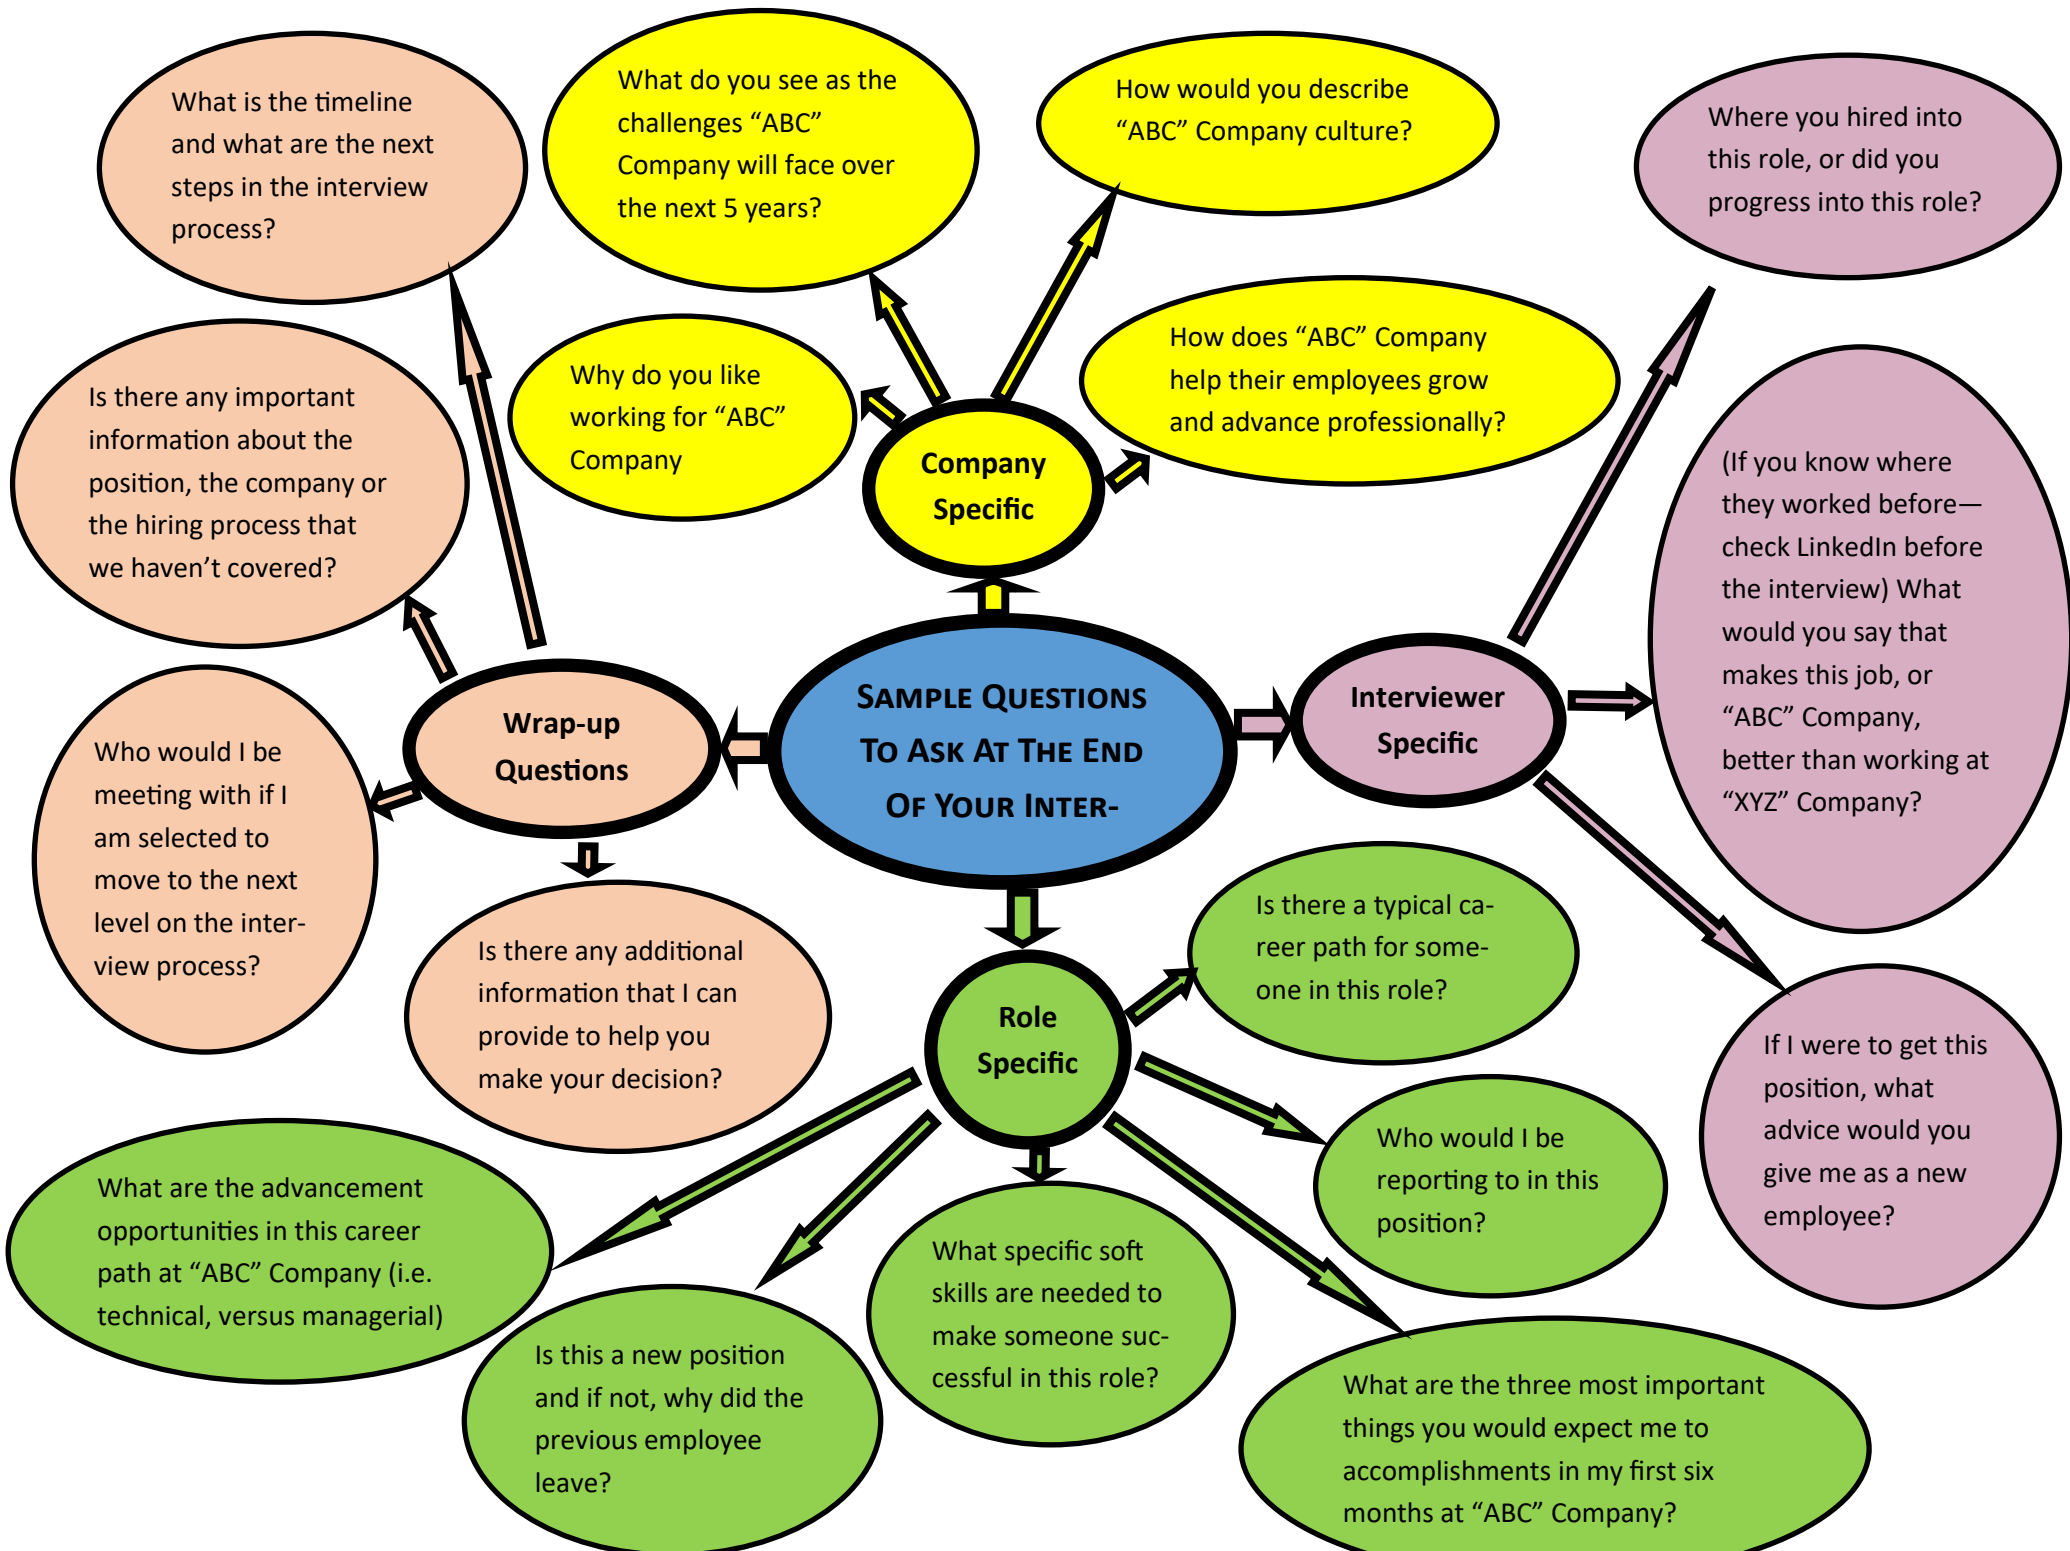 What is the timeline
and what are the next
steps in the interview
process?
What do you see as the
challenges “ABC”
Company will face over
the next 5 years?
How would you describe
“ABC” Company culture?
Where you hired into
this role, or did you
progress into this role?
Is there any important
information about the
position, the company or
the hiring process that
we haven’t covered?
Why do you like
working for “ABC”
Company
How does “ABC” Company
help their employees grow
and advance professionally?
Company
Specific
(If you know where
they worked before—
check LinkedIn before
the interview) What
would you say that
makes this job, or
“ABC” Company,
better than working at
“XYZ” Company?
Wrap-up
Questions
SAMPLE QUESTIONS
TO ASK AT THE END
OF YOUR INTER-
Interviewer
Specific
Who would I be
meeting with if I
am selected to
move to the next
level on the inter-
view process?
Is there any additional
information that I can
provide to help you
make your decision?
Role
Specific
Is there a typical ca-
reer path for some-
one in this role?
If I were to get this
position, what
advice would you
give me as a new
employee?
Who would I be
reporting to in this
position?
What are the advancement
opportunities in this career
path at “ABC” Company (i.e.
technical, versus managerial)
Is this a new position
and if not, why did the
previous employee
leave?
What specific soft
skills are needed to
make someone suc-
cessful in this role?
What are the three most important
things you would expect me to
accomplishments in my first six
months at “ABC” Company?